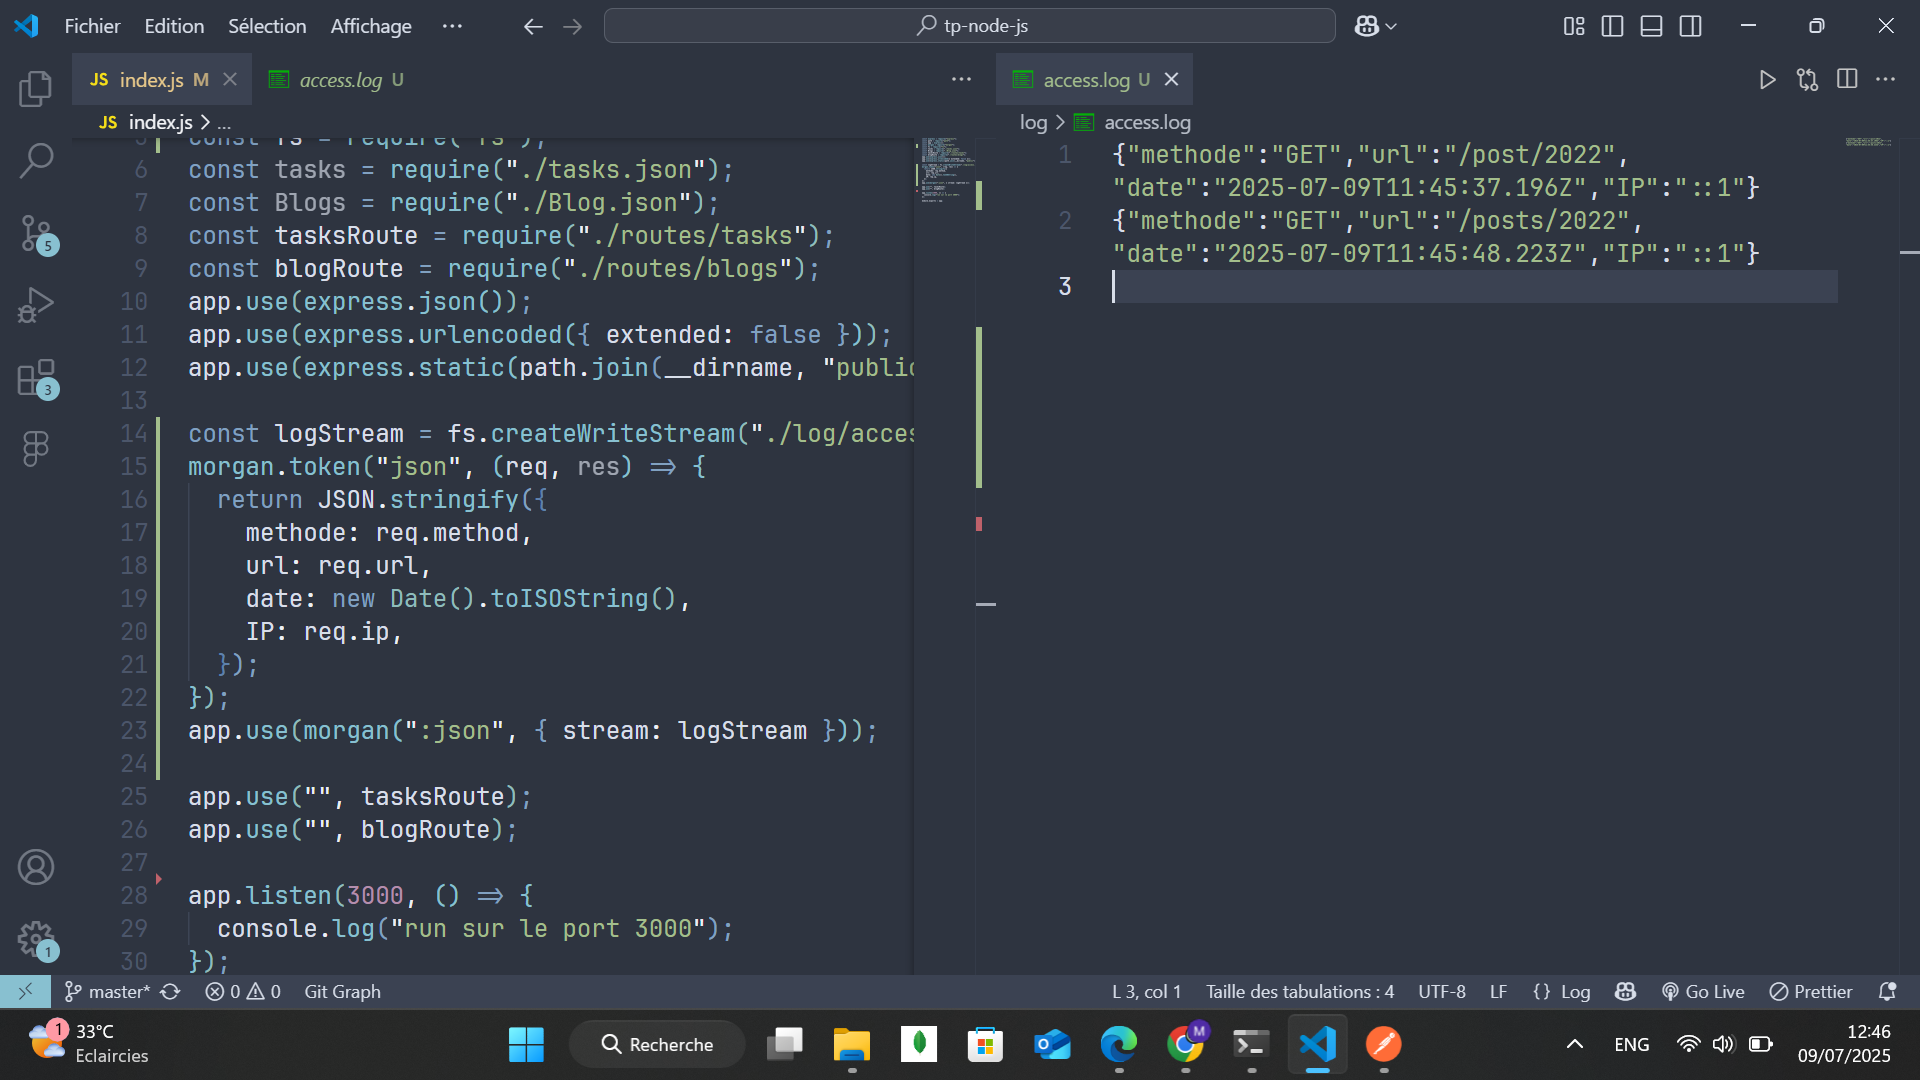 Fichier Edition Sélection Affichage ··· tp-node-js
JS index.js M access.log U
access.log U
JS index.js > ...
log > access.log
5 const fs = require("fs");
6 const tasks = require("./tasks.json");
7 const Blogs = require("./Blog.json");
8 const tasksRoute = require("./routes/tasks");
9 const blogRoute = require("./routes/blogs");
10 app.use(express.json());
11 app.use(express.urlencoded({ extended: false }));
12 app.use(express.static(path.join(__dirname, "public
13
14 const logStream = fs.createWriteStream("./log/acces
15 morgan.token("json", (req, res) => {
16 return JSON.stringify({
17 methode: req.method,
18 url: req.url,
19 date: new Date().toISOString(),
20 IP: req.ip,
21 });
22 });
23 app.use(morgan(":json", { stream: logStream }));
24
25 app.use("", tasksRoute);
26 app.use("", blogRoute);
27
28 app.listen(3000, () => {
29 console.log("run sur le port 3000");
30 });
1 {"methode":"GET","url":"/post/2022",
"date":"2025-07-09T11:45:37.196Z","IP":"::1"}
2 {"methode":"GET","url":"/posts/2022",
"date":"2025-07-09T11:45:48.223Z","IP":"::1"}
3
5
3
1
master* 0 0 Git Graph L 3, col 1 Taille des tabulations : 4 UTF-8 LF {} Log Go Live Prettier
1 33°C
Eclaircies
Recherche
M
ENG
12:46
09/07/2025